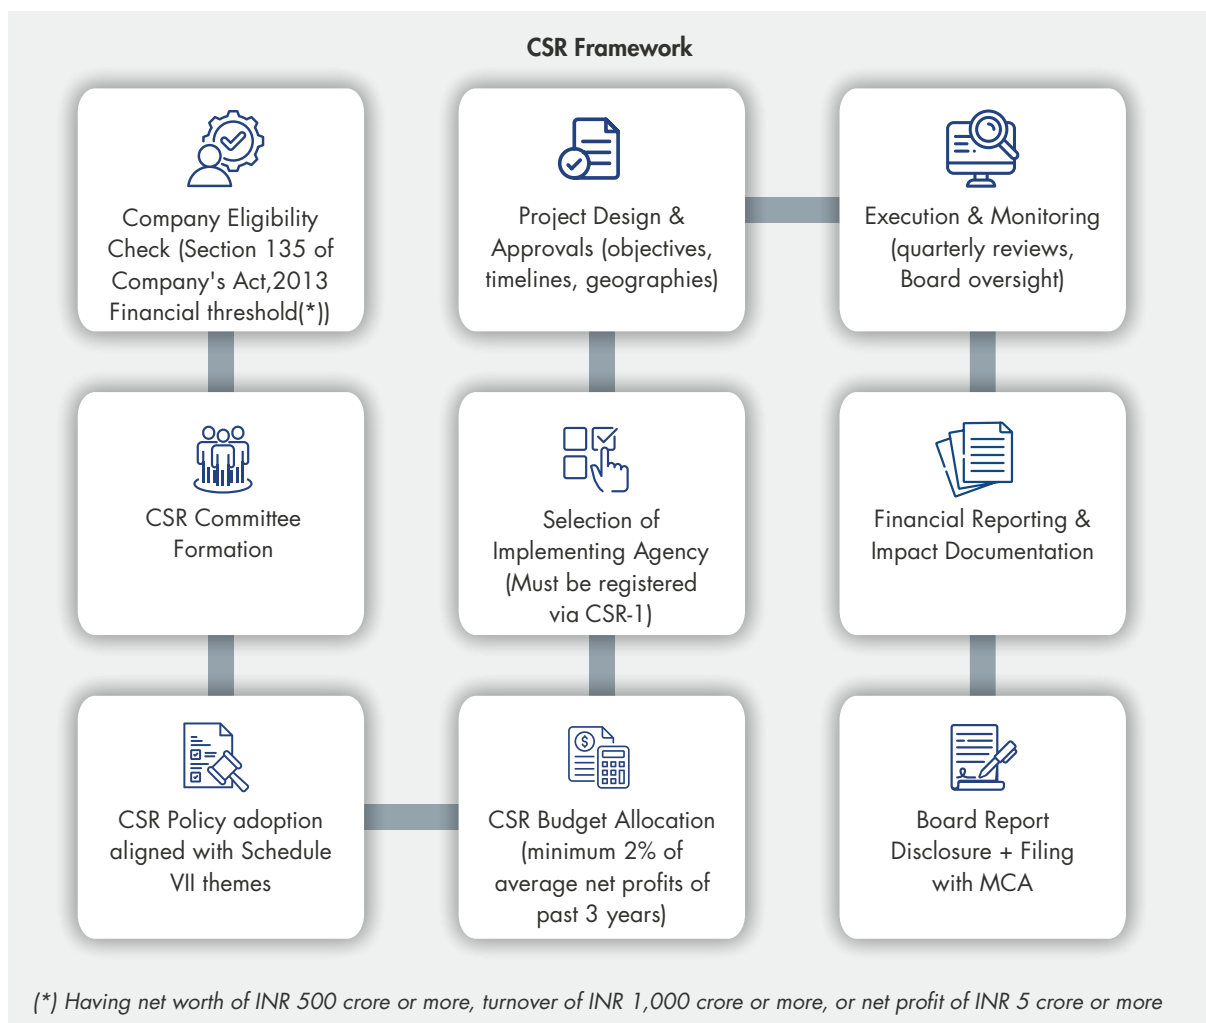 CSR Framework
Company Eligibility
Check (Section 135 of
Company's Act,2013
Financial threshold(*))
CSR Committee
Formation
CSR Policy adoption
aligned with Schedule
VII themes
CSR Budget Allocation
(minimum 2% of
average net profits of
past 3 years)
Selection of
Implementing Agency
(Must be registered
via CSR-1)
Project Design &
Approvals (objectives,
timelines, geographies)
Execution & Monitoring
(quarterly reviews,
Board oversight)
Financial Reporting &
Impact Documentation
Board Report
Disclosure + Filing
with MCA
(*) Having net worth of INR 500 crore or more, turnover of INR 1,000 crore or more, or net profit of INR 5 crore or more